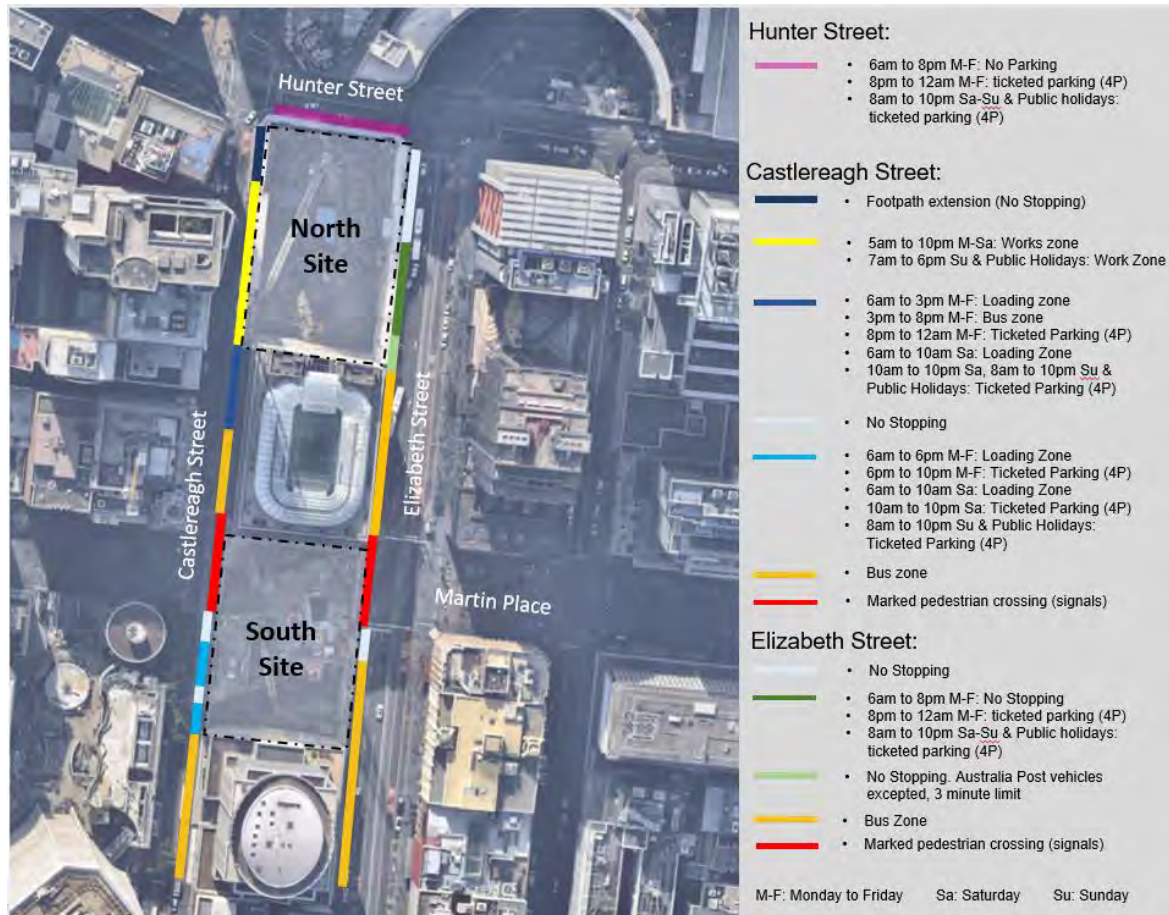 Hunter Street
North
Site
Castlereagh Street
Elizabeth Street
Martin Place
South
Site
Hunter Street:
• 6am to 8pm M-F: No Parking
• 8pm to 12am M-F: ticketed parking (4P)
• 8am to 10pm Sa-Su & Public holidays:
ticketed parking (4P)
Castlereagh Street:
• Footpath extension (No Stopping)
• 5am to 10pm M-Sa: Works zone
• 7am to 6pm Su & Public Holidays: Work Zone
• 6am to 3pm M-F: Loading zone
• 3pm to 8pm M-F: Bus zone
• 8pm to 12am M-F: Ticketed Parking (4P)
• 6am to 10am Sa: Loading Zone
• 10am to 10pm Sa, 8am to 10pm Su &
Public Holidays: Ticketed Parking (4P)
• No Stopping
• 6am to 6pm M-F: Loading Zone
• 6pm to 10pm M-F: Ticketed Parking (4P)
• 6am to 10am Sa: Loading Zone
• 10am to 10pm Sa: Ticketed Parking (4P)
• 8am to 10pm Su & Public Holidays:
Ticketed Parking (4P)
• Bus zone
• Marked pedestrian crossing (signals)
Elizabeth Street:
• No Stopping
• 6am to 8pm M-F: No Stopping
• 8pm to 12am M-F: ticketed parking (4P)
• 8am to 10pm Sa-Su & Public holidays:
ticketed parking (4P)
• No Stopping. Australia Post vehicles
excepted, 3 minute limit
• Bus Zone
• Marked pedestrian crossing (signals)
M-F: Monday to Friday Sa: Saturday Su: Sunday